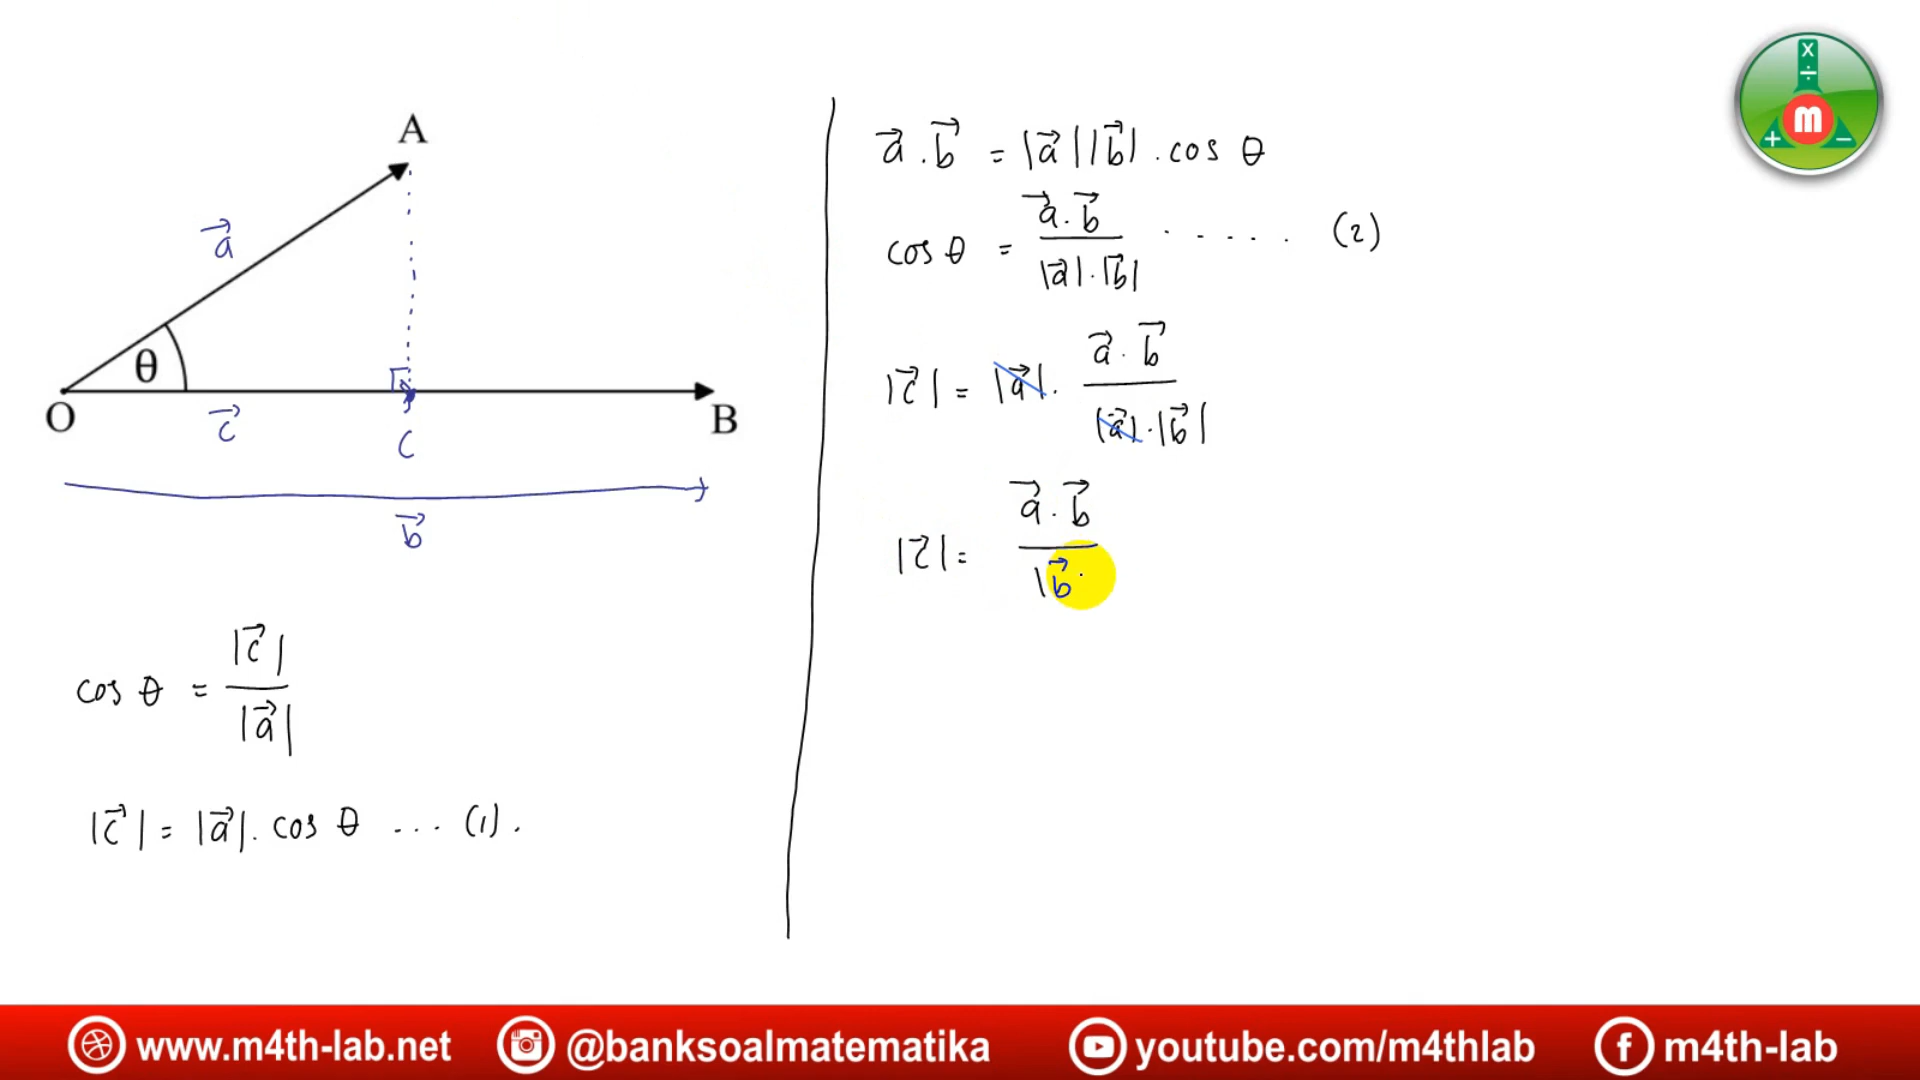 A
a⃗
θ
O
c⃗
C
B
b⃗
cos θ = |c⃗| / |a⃗|
|c⃗| = |a⃗| . cos θ ... (1) .
a⃗ . b⃗ = |a⃗| |b⃗| . cos θ
cos θ = a⃗ . b⃗ / |a⃗| . |b⃗| ...... (2)
|c⃗| = |a⃗| . a⃗ . b⃗ / |a⃗| . |b⃗|
|c⃗| = a⃗ . b⃗ / |b⃗
x ÷ m + −
www.m4th-lab.net @banksoalmatematika youtube.com/m4thlab m4th-lab